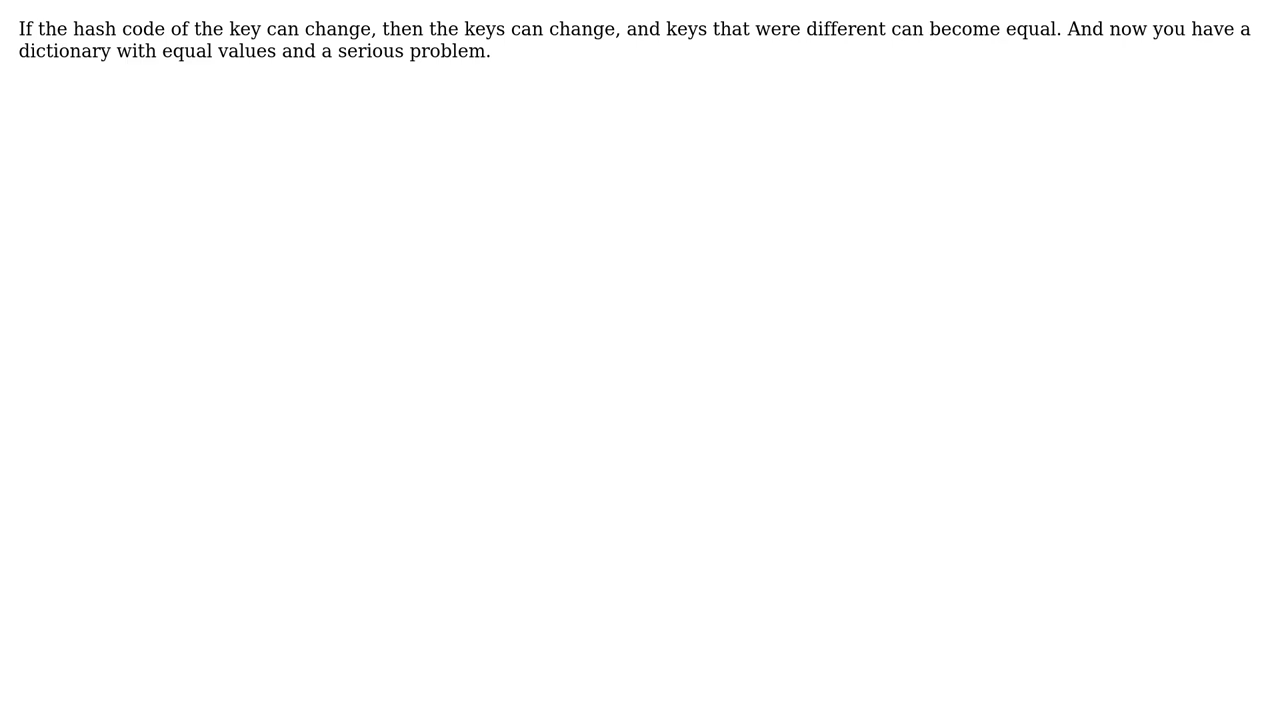 If the hash code of the key can change, then the keys can change, and keys that were different can become equal. And now you have a
dictionary with equal values and a serious problem.